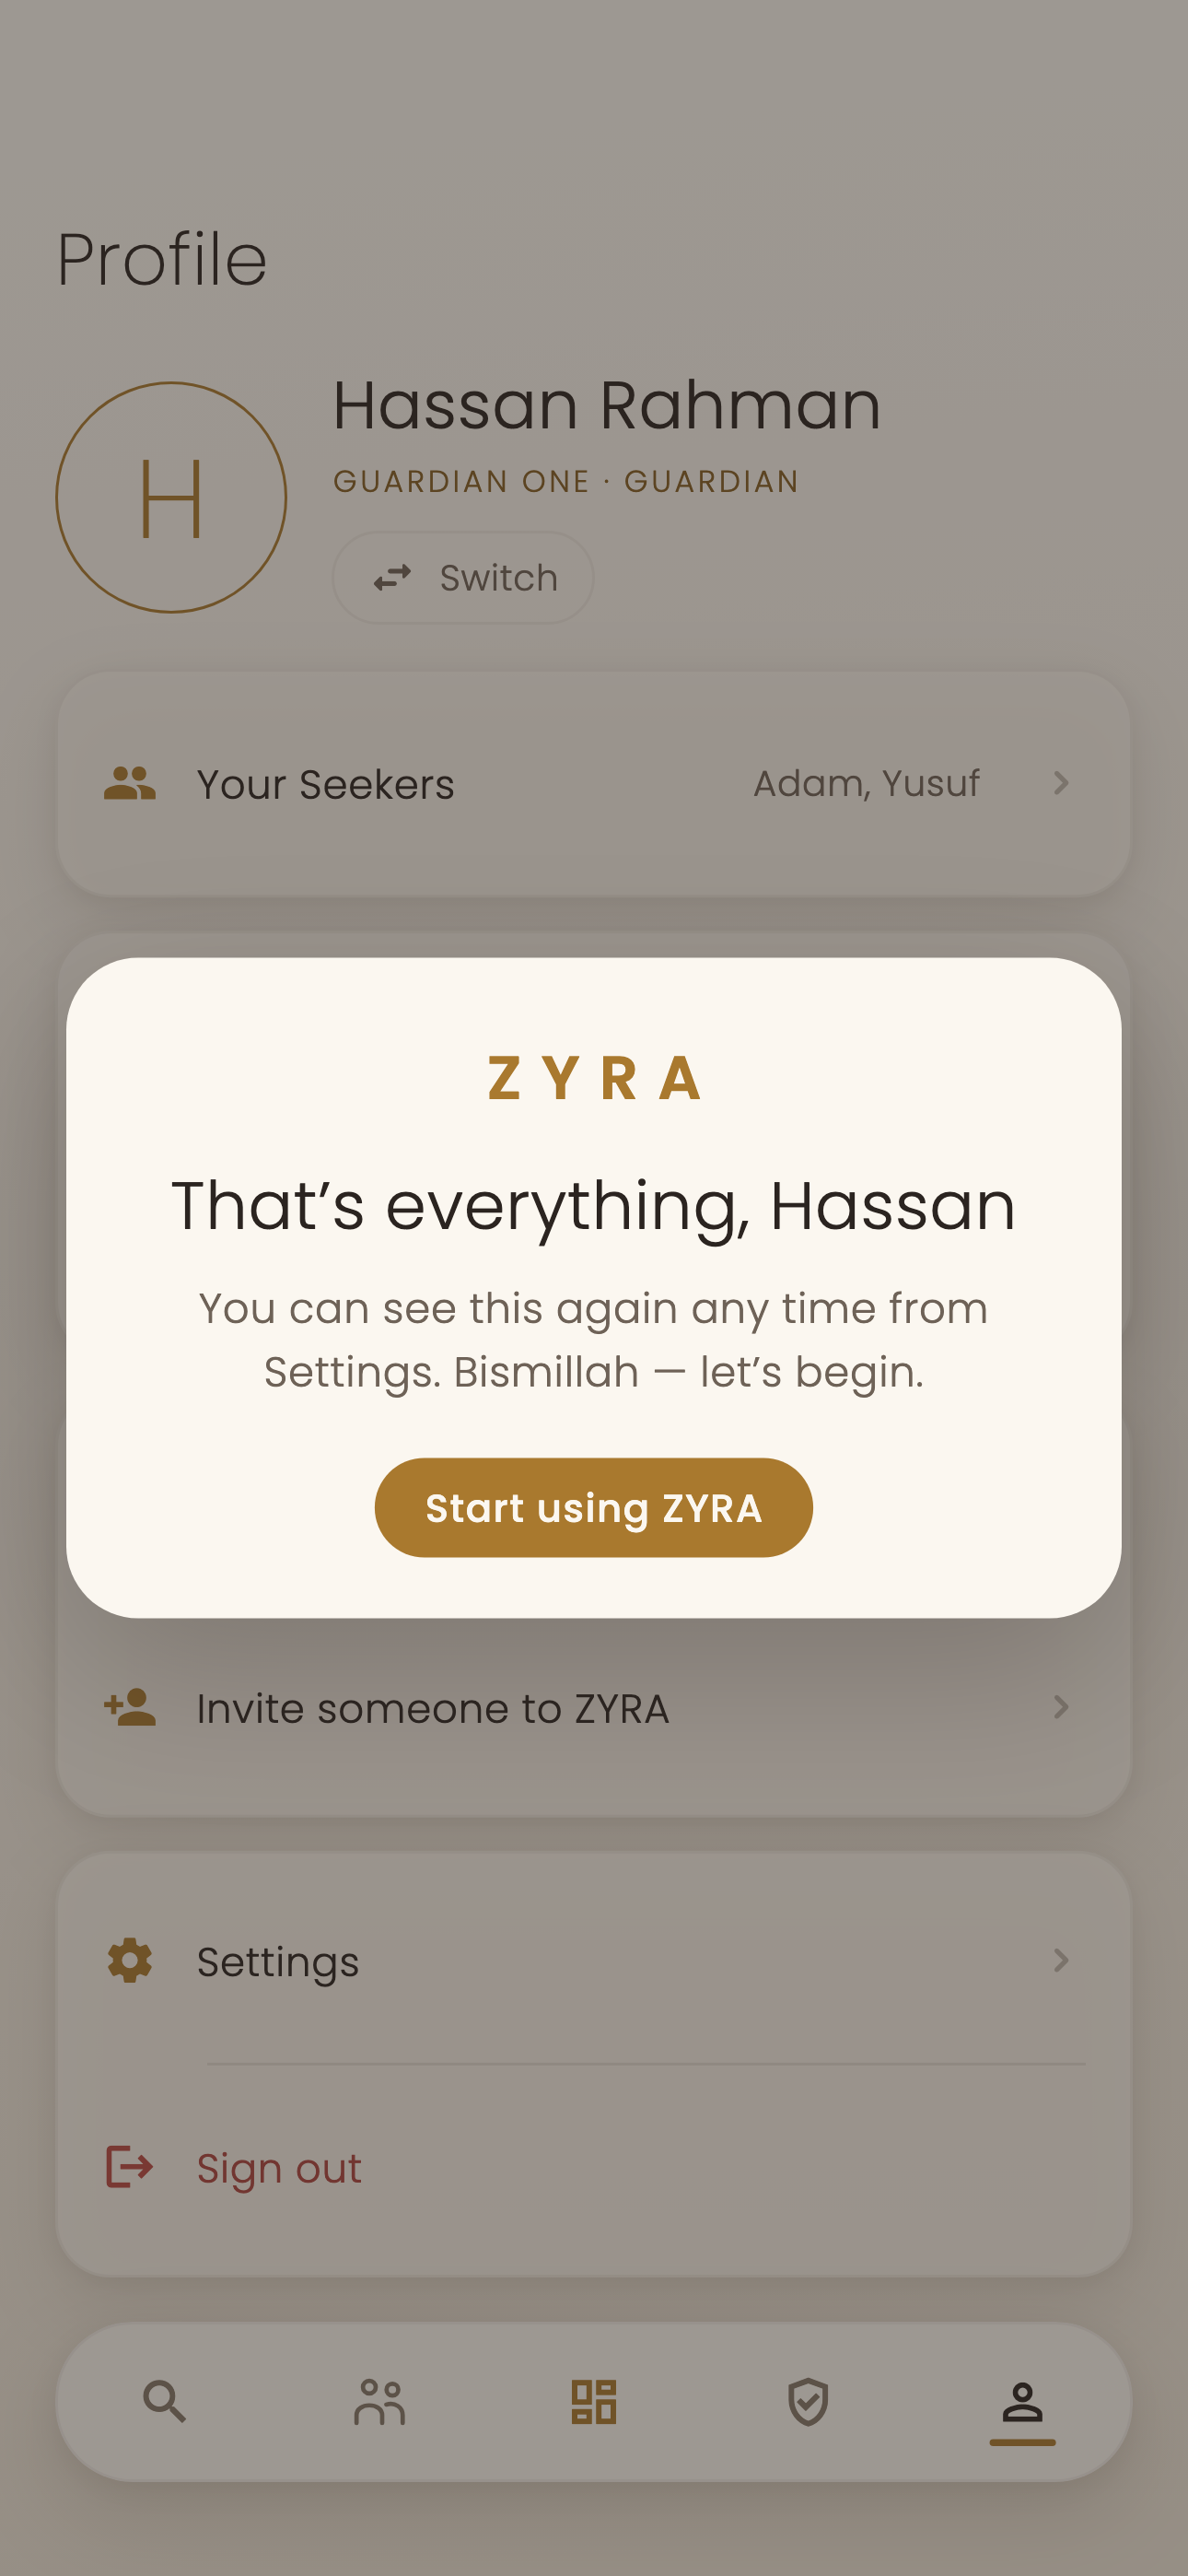 Profile
H
Hassan Rahman
GUARDIAN ONE · GUARDIAN
Switch
Your Seekers
Adam, Yusuf
ZYRA
That’s everything, Hassan
You can see this again any time from
Settings. Bismillah — let’s begin.
Start using ZYRA
Invite someone to ZYRA
Settings
Sign out